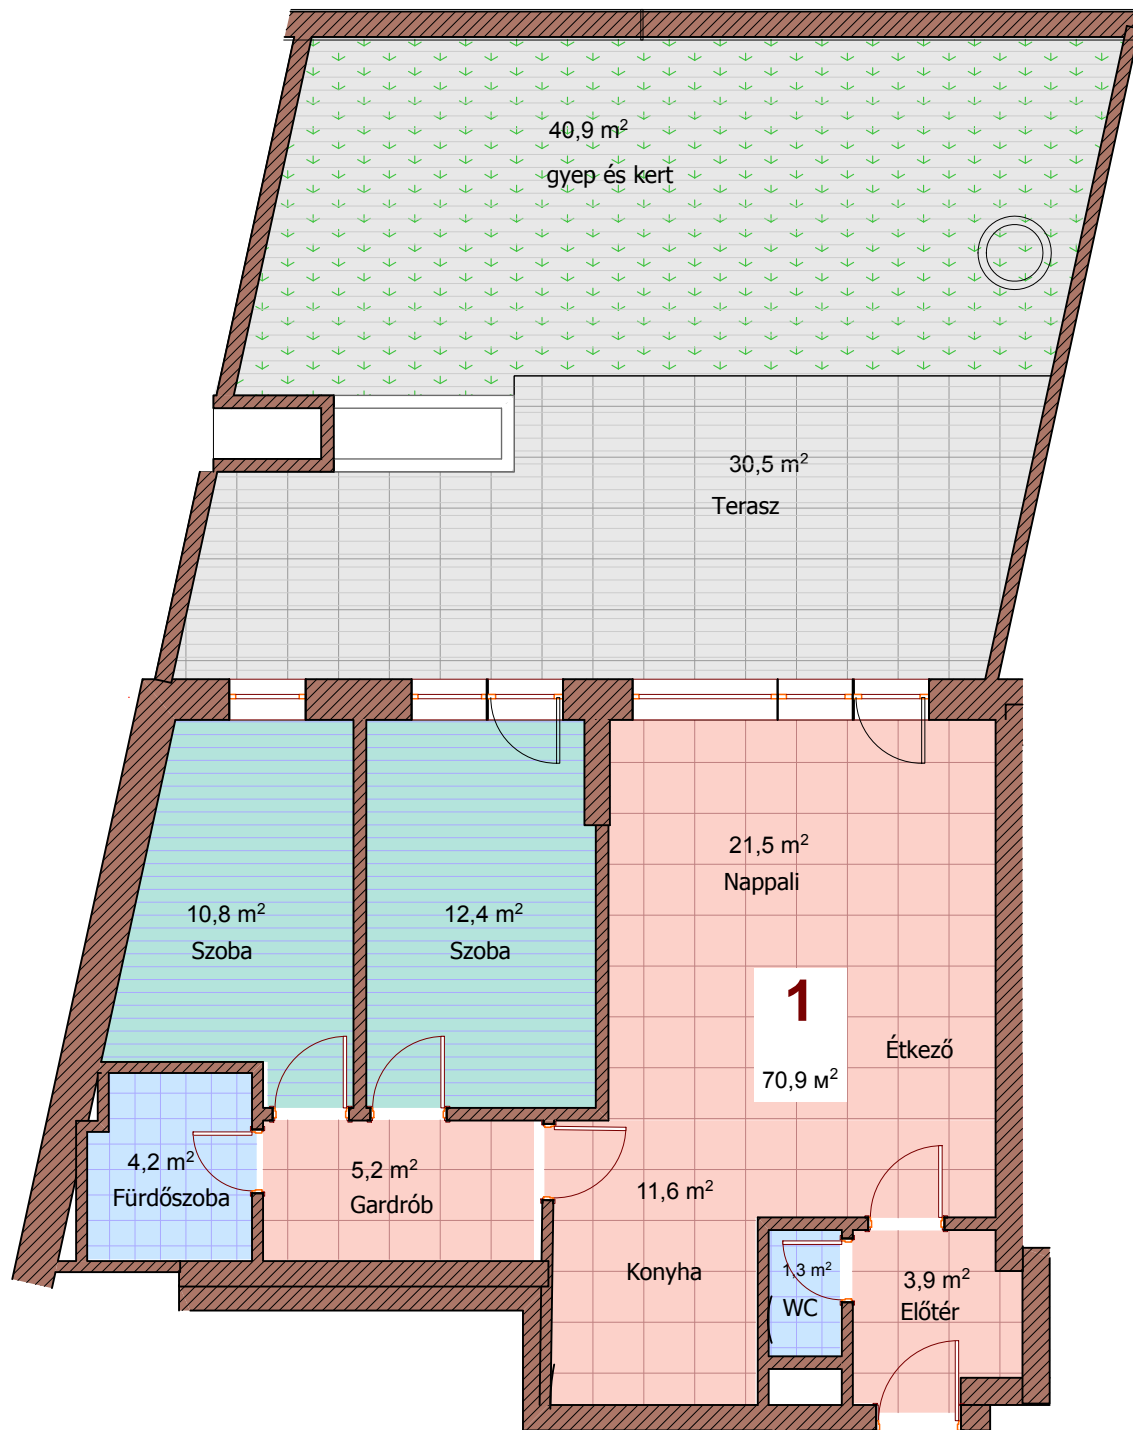 40,9 m²
gyep és kert
30,5 m²
Terasz
21,5 m²
Nappali
10,8 m²
Szoba
12,4 m²
Szoba
1
70,9 м²
Étkező
4,2 m²
Fürdőszoba
5,2 m²
Gardrób
11,6 m²
Konyha
1,3 m²
WC
3,9 m²
Előtér